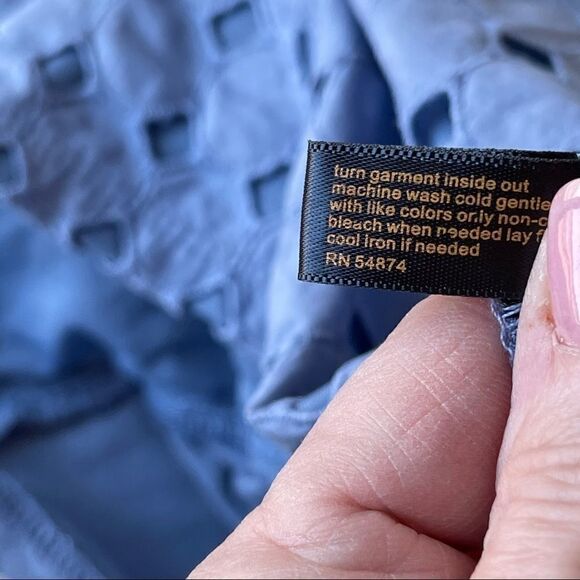 turn garment inside out
machine wash cold gentle
with like colors only non-
bleach when needed lay
cool iron if needed
RN 54874